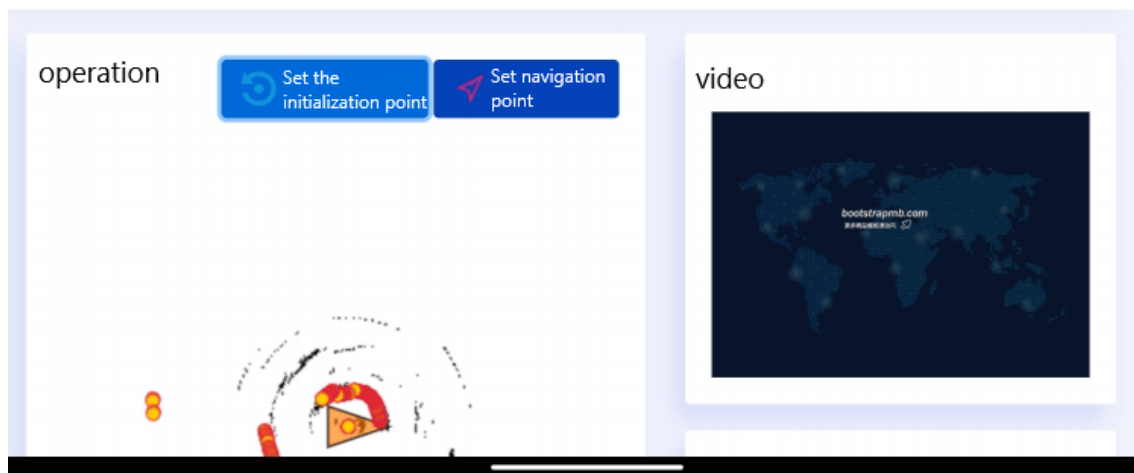 operation
Set the
initialization point
Set navigation
point
video
bootstrapmb.com